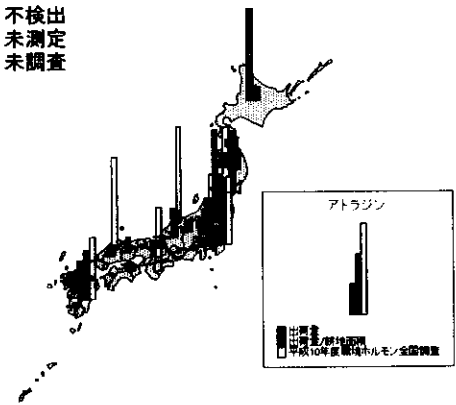 不検出
未測定
未調査
アトラジン
出荷量
出荷量/耕地面積
平成10年度環境ホルモン全国調査